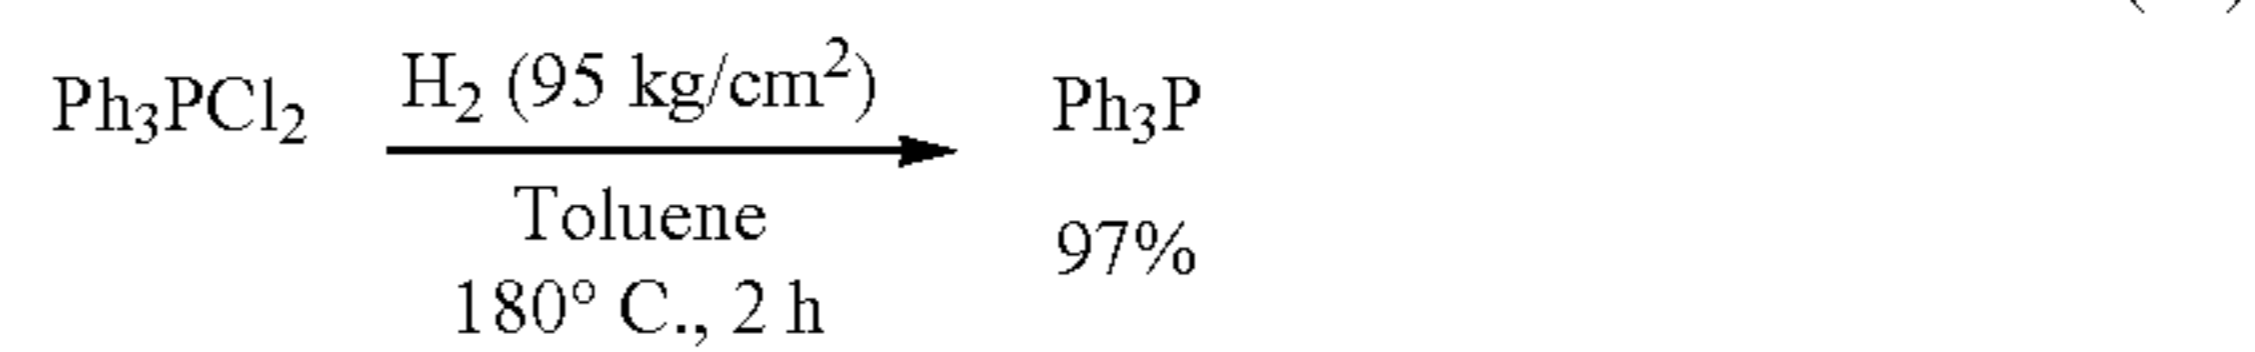 Ph₃PCl₂ H₂ (95 kg/cm²) Ph₃P
Toluene 97%
180° C., 2 h